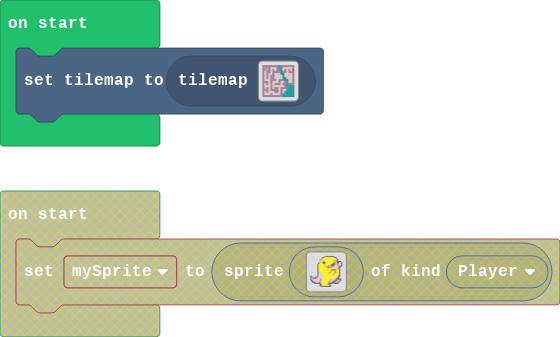 on start
set tilemap to tilemap
on start
set mySprite to sprite of kind Player